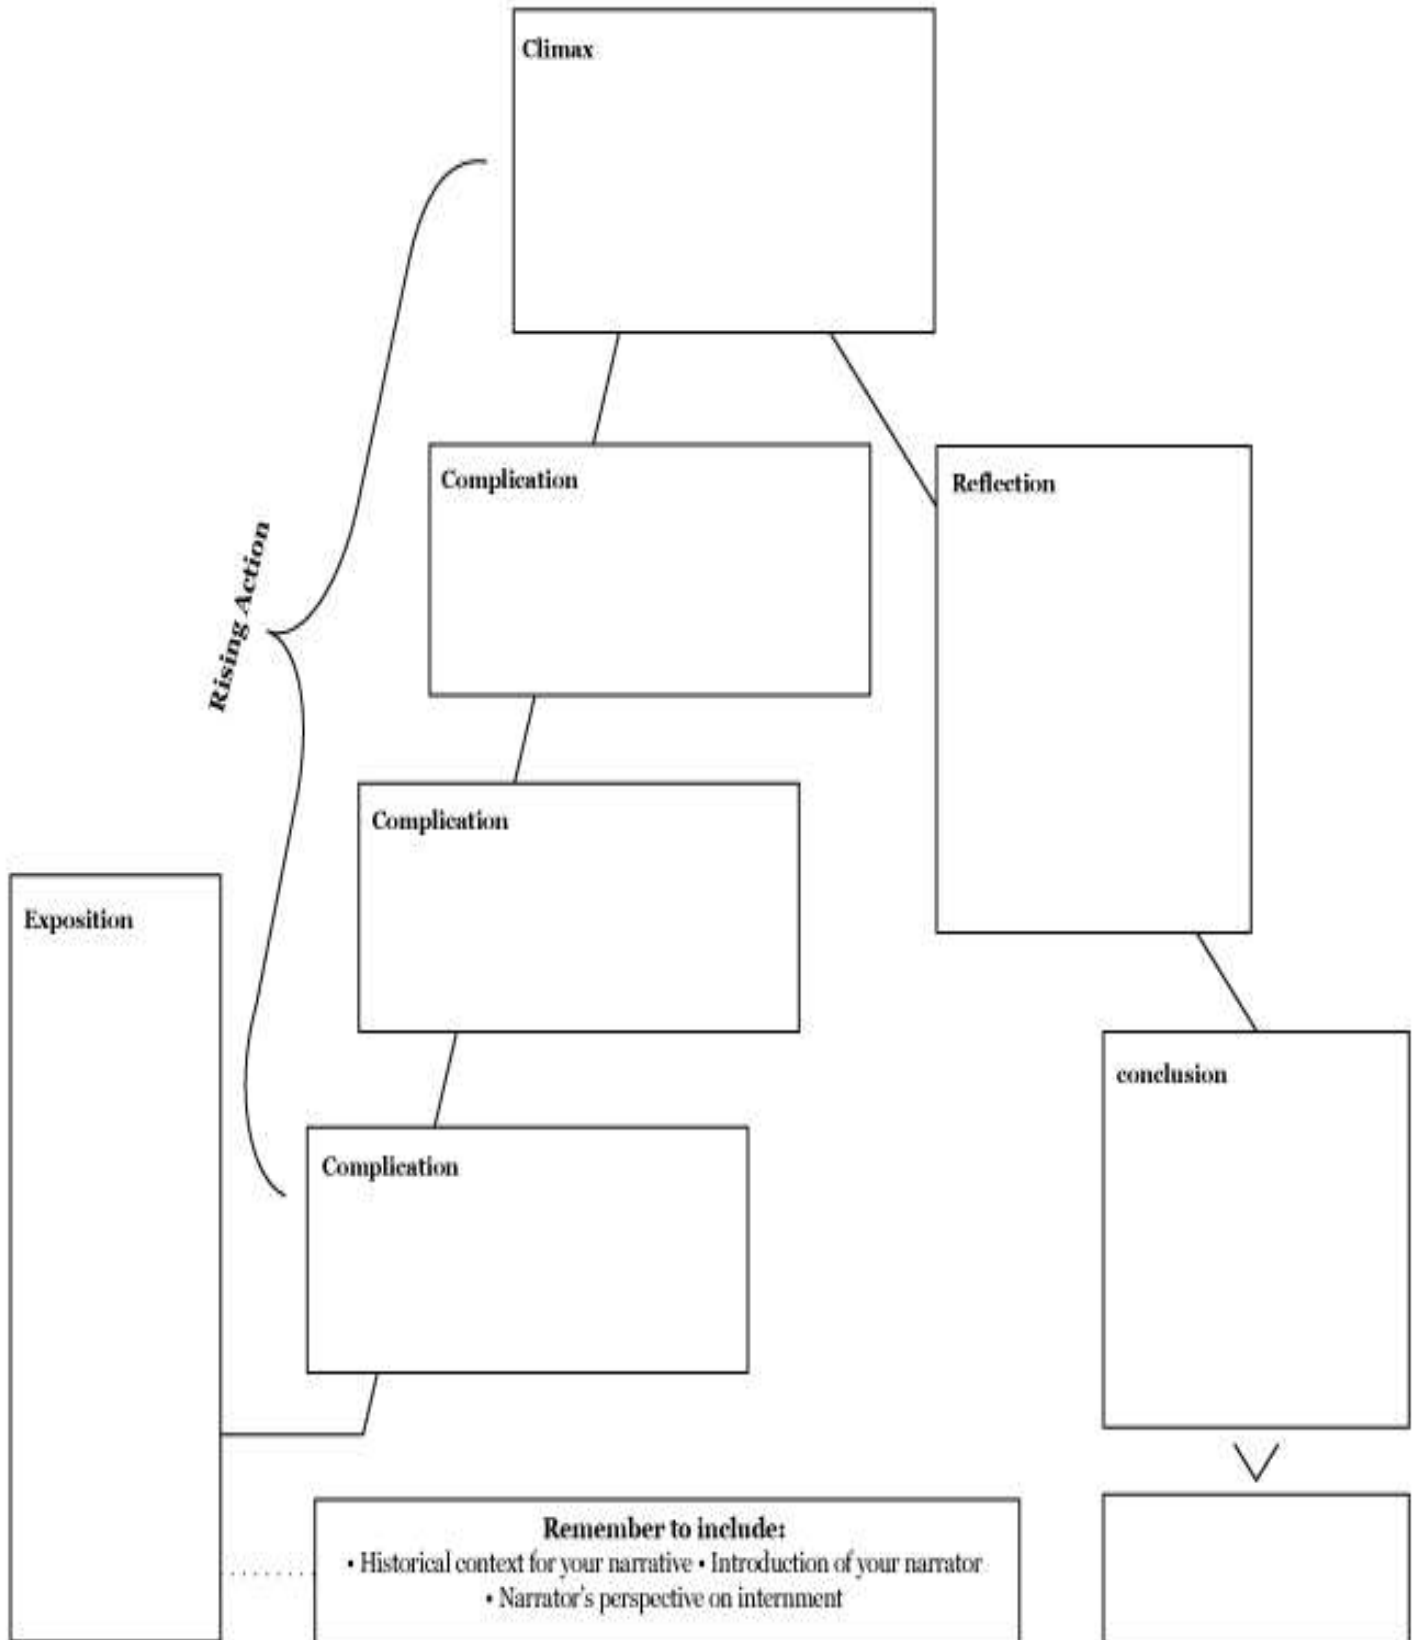 Climax
Complication
Reflection
Rising Action
Complication
Exposition
conclusion
Complication
Remember to include:
• Historical context for your narrative • Introduction of your narrator
• Narrator's perspective on internment